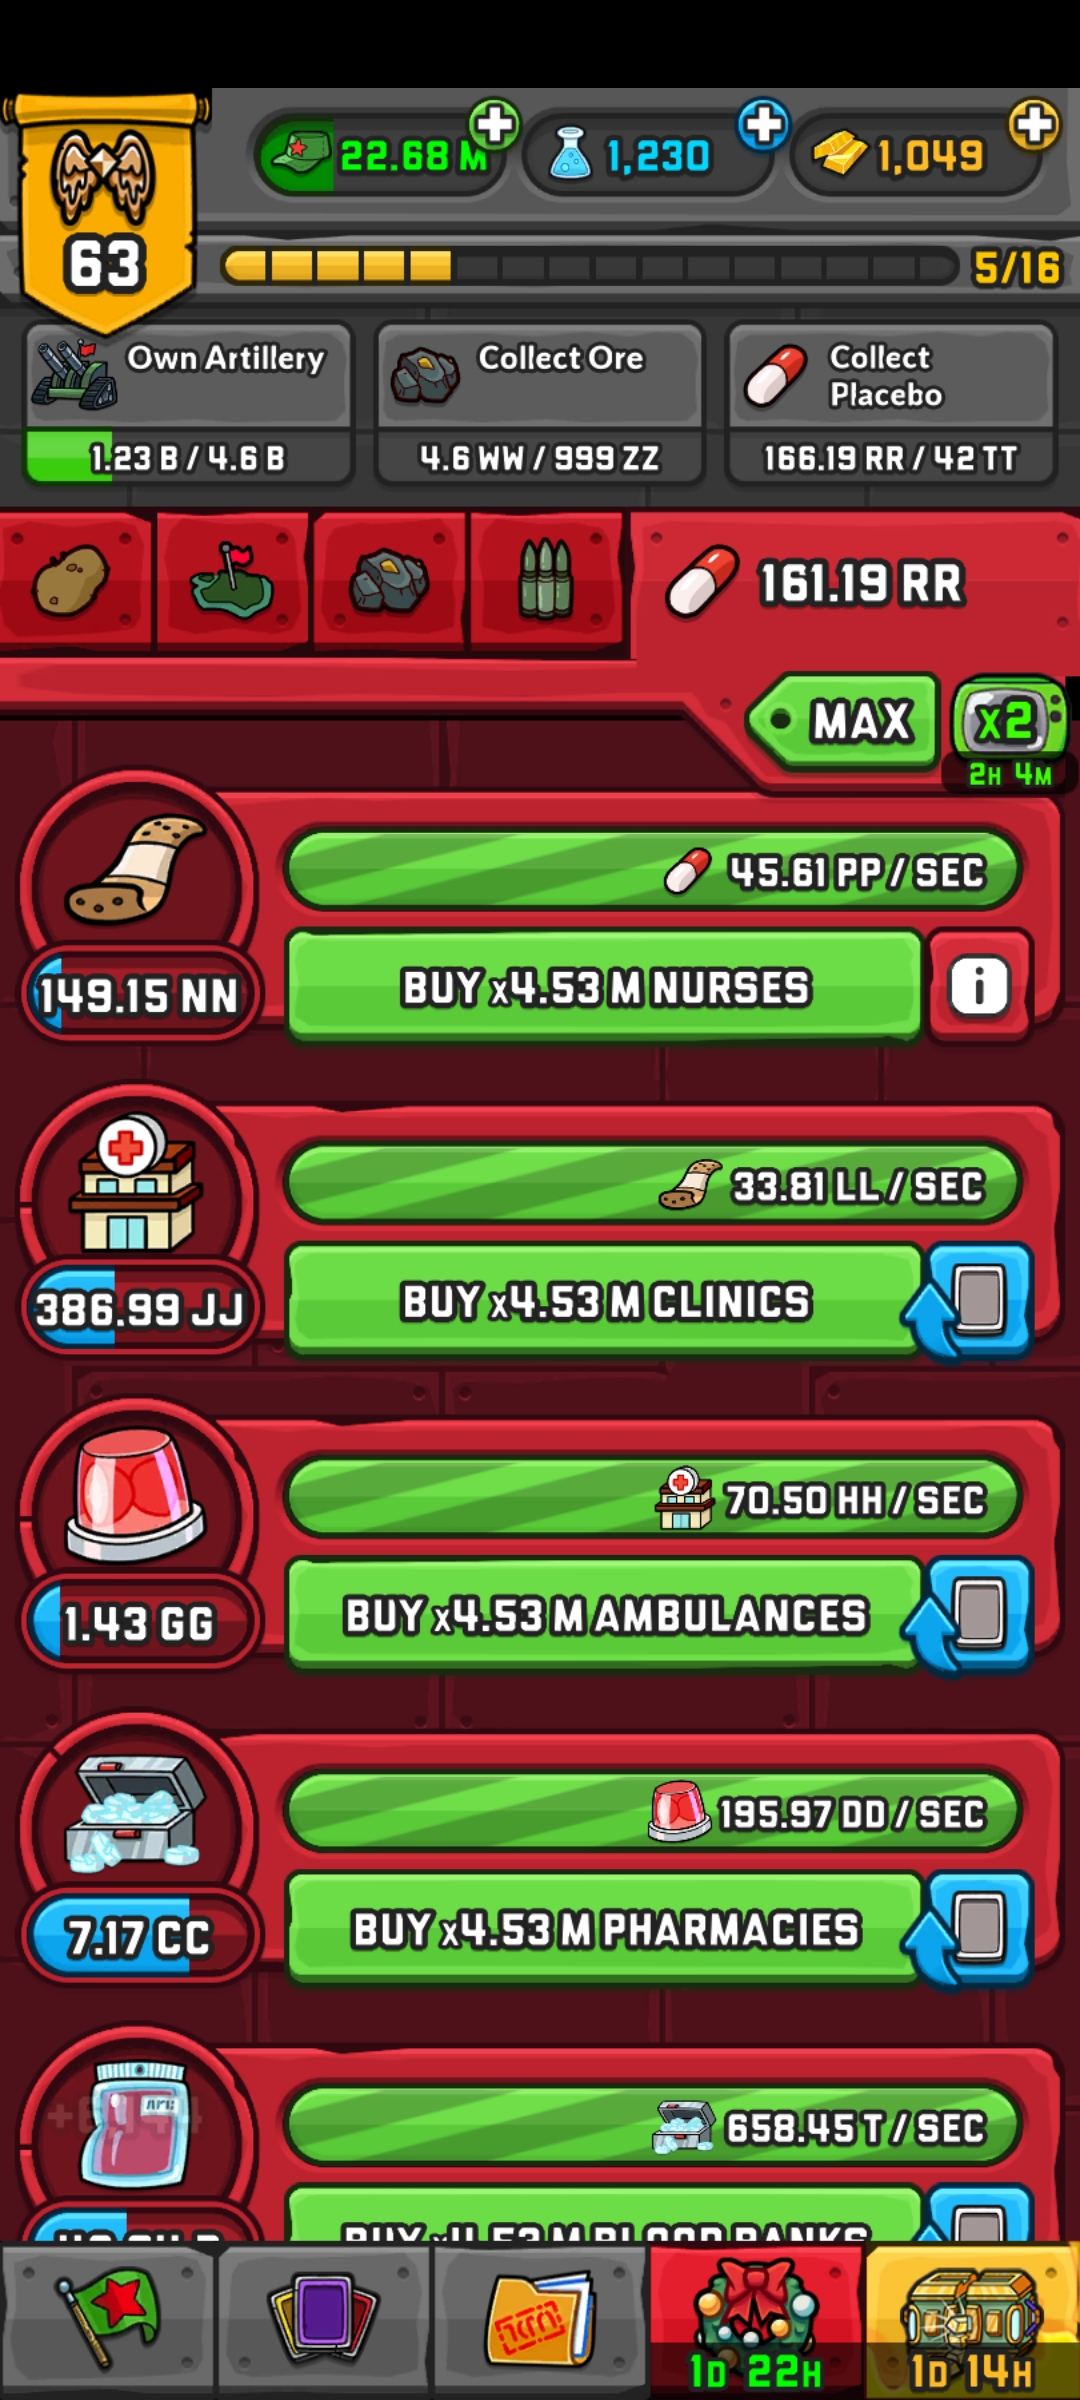 22.68 M
1,230
1,049
63
5/16
Own Artillery
1.23 B / 4.6 B
Collect Ore
4.6 WW / 999 ZZ
Collect
Placebo
166.19 RR / 42 TT
161.19 RR
MAX
x2
2H 4M
45.61 PP / SEC
149.15 NN
BUY x4.53 M NURSES
i
33.81 LL / SEC
386.99 JJ
BUY x4.53 M CLINICS
70.50 HH / SEC
1.43 GG
BUY x4.53 M AMBULANCES
195.97 DD / SEC
7.17 CC
BUY x4.53 M PHARMACIES
658.45 T / SEC
BUY x4.53 M BLOOD BANKS
1D 22H
1D 14H